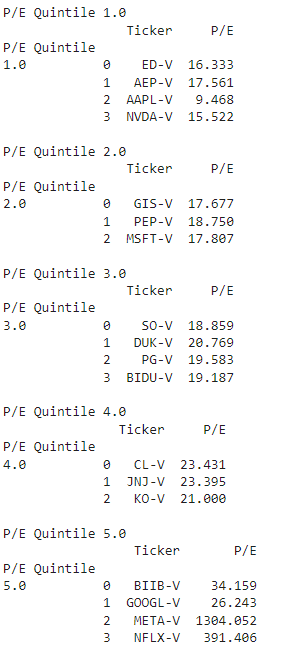 P/E Quintile 1.0
Ticker P/E
P/E Quintile
1.0 0 ED-V 16.333
1 AEP-V 17.561
2 AAPL-V 9.468
3 NVDA-V 15.522
P/E Quintile 2.0
Ticker P/E
P/E Quintile
2.0 0 GIS-V 17.677
1 PEP-V 18.750
2 MSFT-V 17.807
P/E Quintile 3.0
Ticker P/E
P/E Quintile
3.0 0 SO-V 18.859
1 DUK-V 20.769
2 PG-V 19.583
3 BIDU-V 19.187
P/E Quintile 4.0
Ticker P/E
P/E Quintile
4.0 0 CL-V 23.431
1 JNJ-V 23.395
2 KO-V 21.000
P/E Quintile 5.0
Ticker P/E
P/E Quintile
5.0 0 BIIB-V 34.159
1 GOOGL-V 26.243
2 META-V 1304.052
3 NFLX-V 391.406